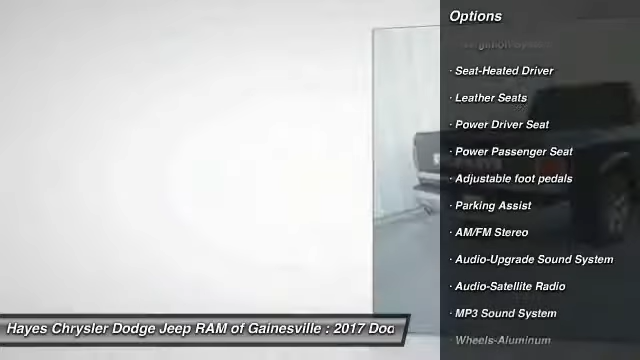 Options
· Seat-Heated Driver
· Leather Seats
· Power Driver Seat
· Power Passenger Seat
· Adjustable foot pedals
· Parking Assist
· AM/FM Stereo
· Audio-Upgrade Sound System
· Audio-Satellite Radio
· MP3 Sound System
· Wheels-Aluminum
Hayes Chrysler Dodge Jeep RAM of Gainesville : 2017 Dod